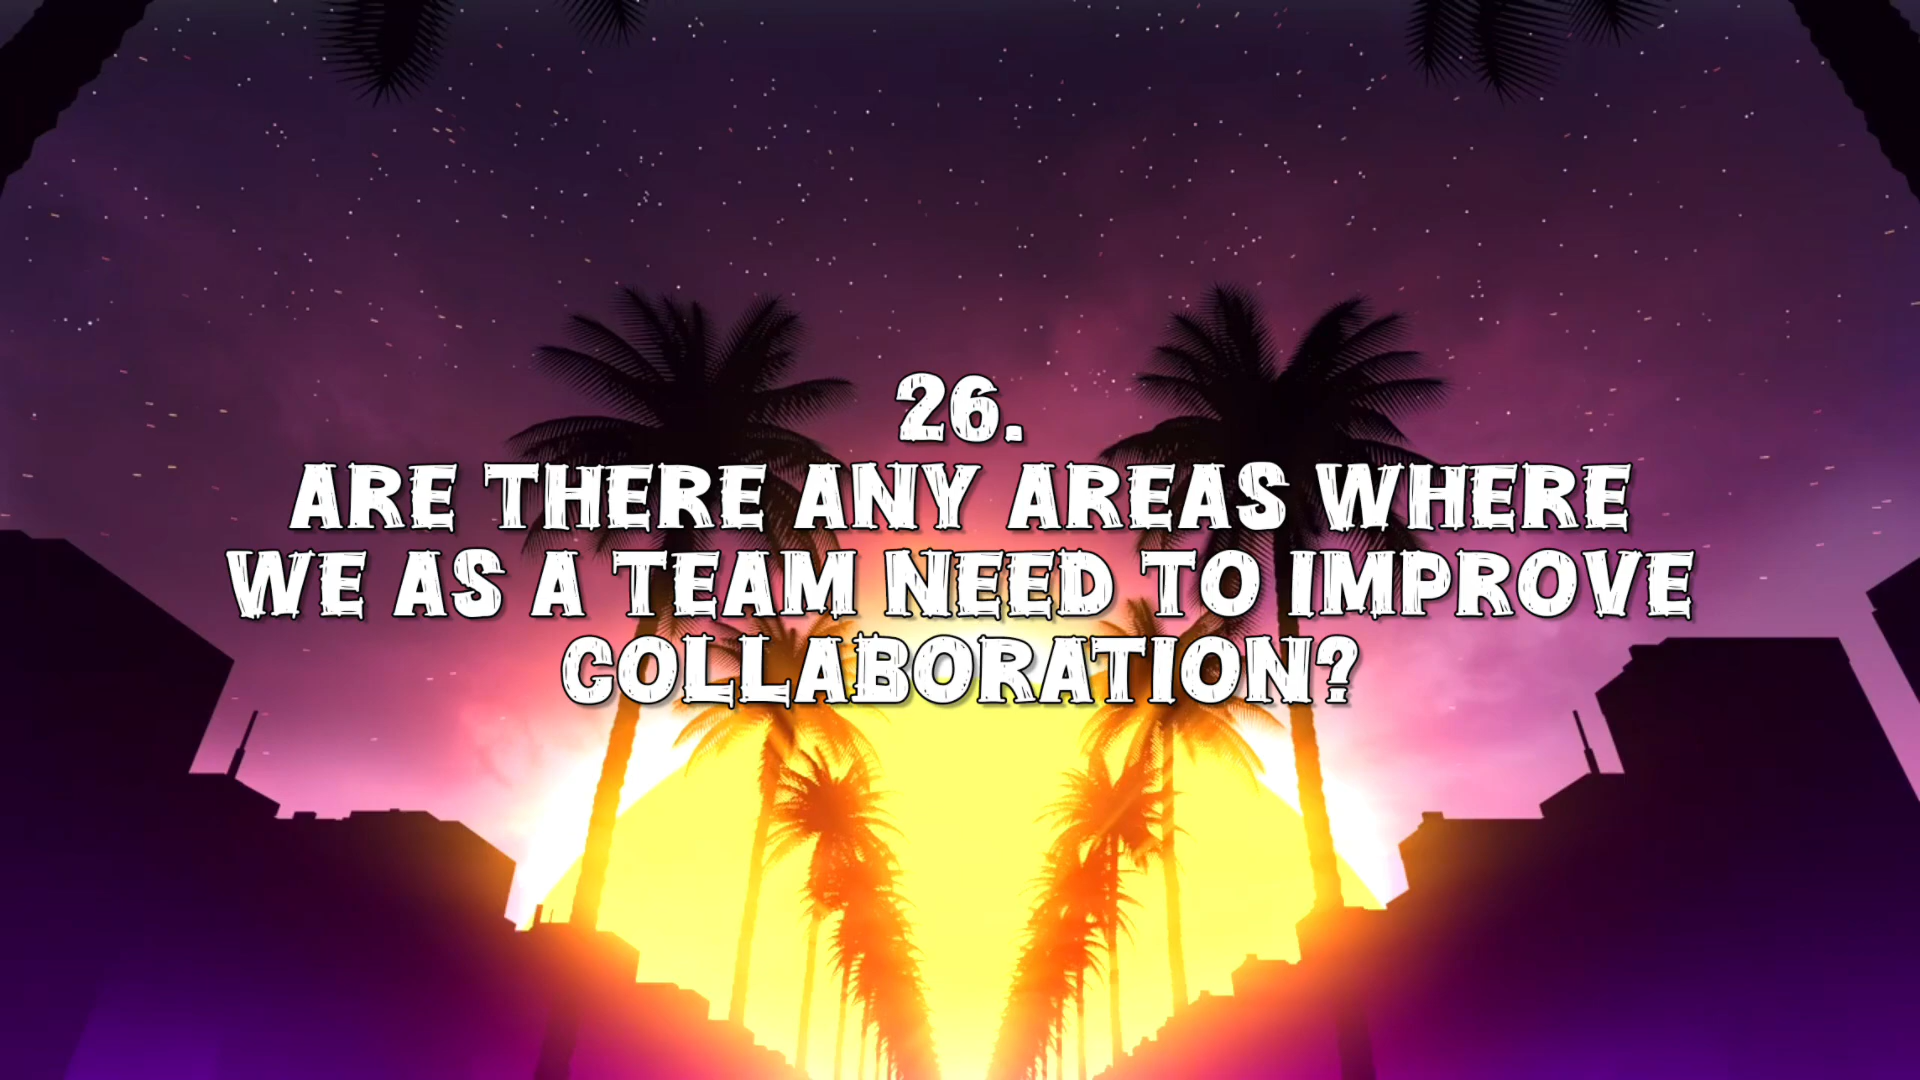 26.
ARE THERE ANY AREAS WHERE
WE AS A TEAM NEED TO IMPROVE
COLLABORATION?